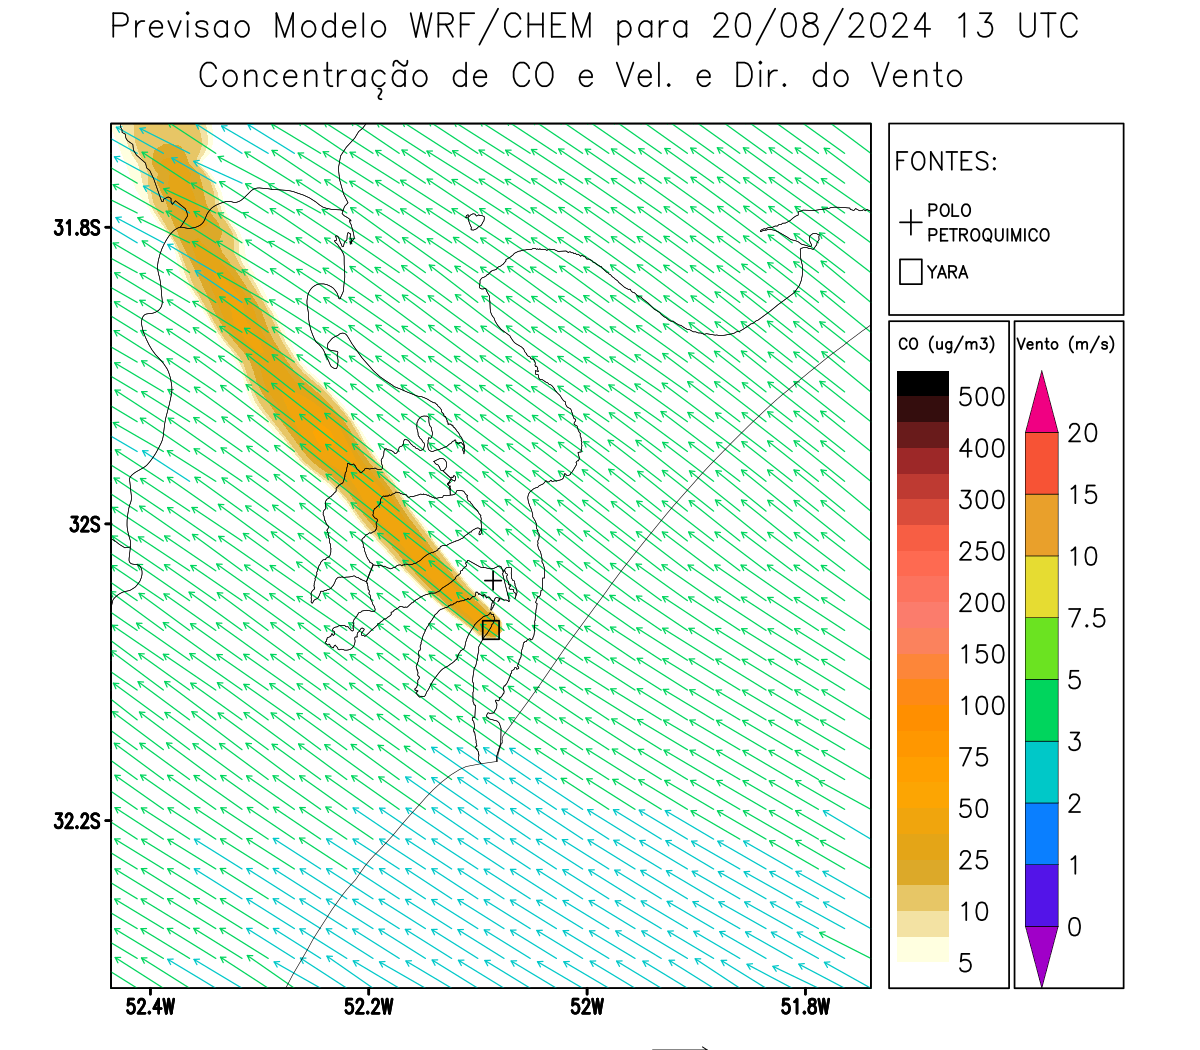 Previsao Modelo WRF/CHEM para 20/08/2024 13 UTC
Concentração de CO e Vel. e Dir. do Vento
FONTES:
POLO
PETROQUIMICO
YARA
CO (ug/m3)
500
400
300
250
200
150
100
75
50
25
10
5
Vento (m/s)
20
15
10
7.5
5
3
2
1
0
31.8S
32S
32.2S
52.4W
52.2W
52W
51.8W